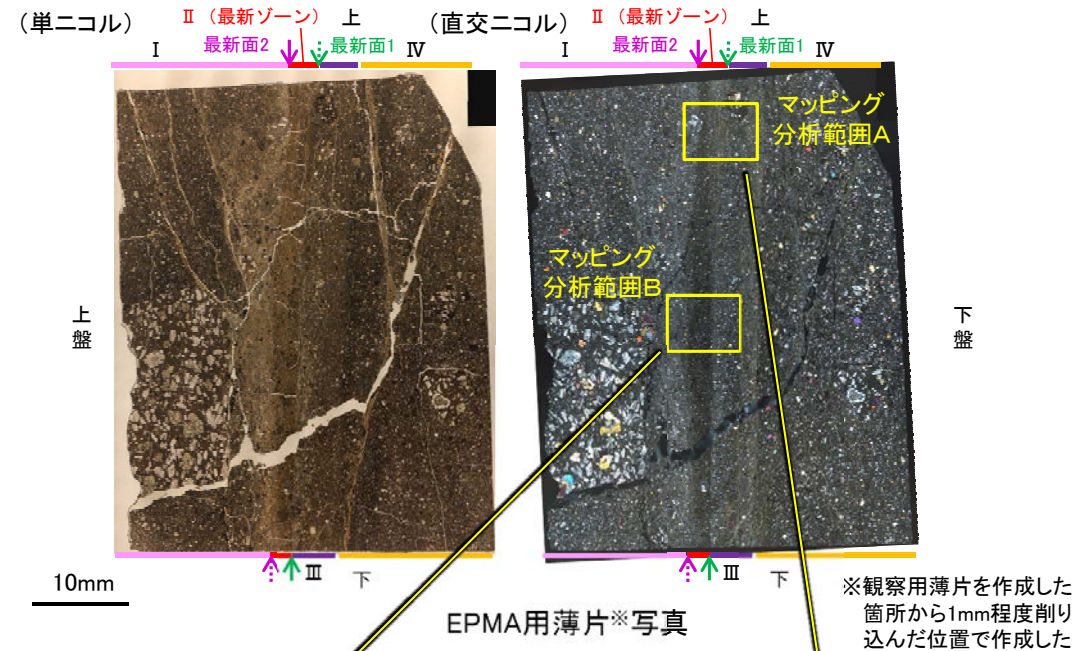 （単ニコル）
Ⅱ（最新ゾーン）
上
Ⅰ
最新面2
最新面1
Ⅳ
（直交ニコル）
Ⅱ（最新ゾーン）
上
Ⅰ
最新面2
最新面1
Ⅳ
マッピング
分析範囲A
マッピング
分析範囲B
上
盤
下
盤
Ⅲ
下
Ⅲ
下
10mm
EPMA用薄片※写真
※観察用薄片を作成した
箇所から1mm程度削り
込んだ位置で作成した